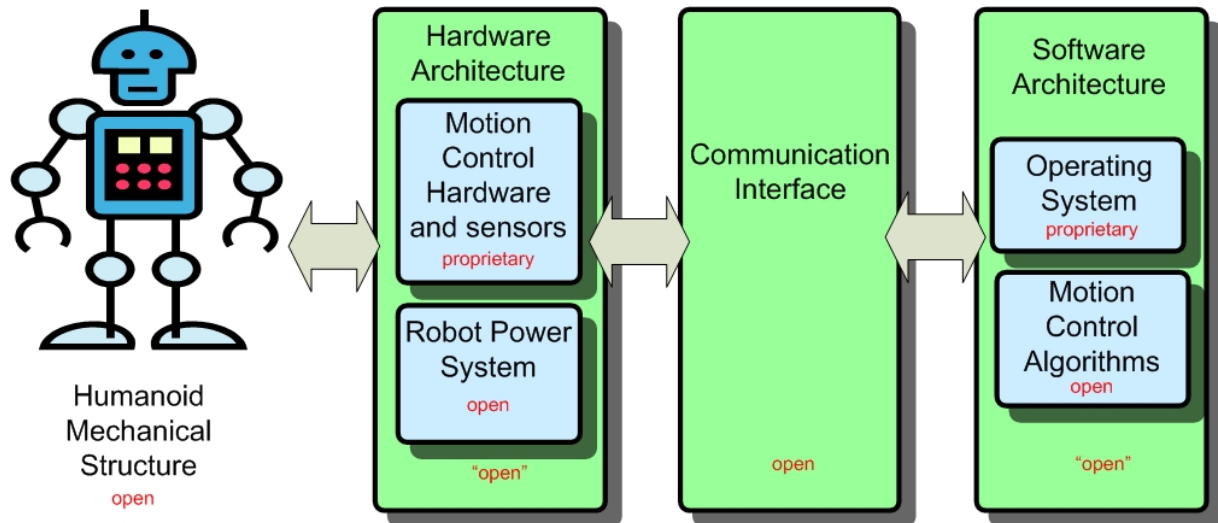 Humanoid
Mechanical
Structure
open
Hardware
Architecture
Motion
Control
Hardware
and sensors
proprietary
Robot Power
System
open
“open”
Communication
Interface
open
Software
Architecture
Operating
System
proprietary
Motion
Control
Algorithms
open
“open”